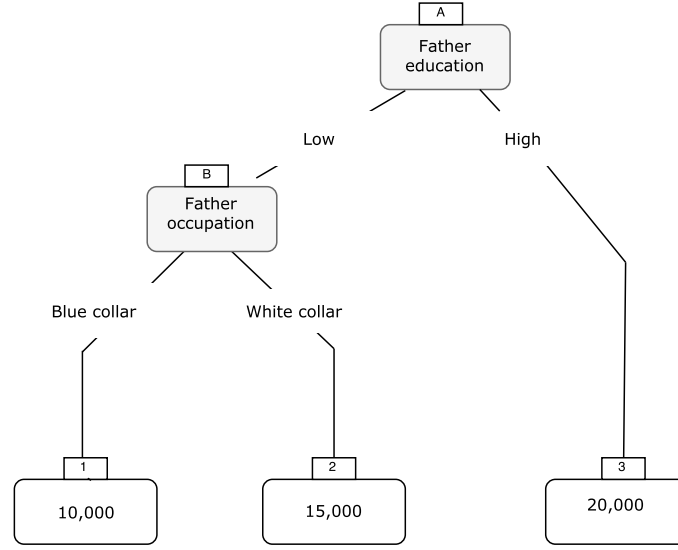 A
Father
education
Low
High
B
Father
occupation
Blue collar
White collar
1
2
3
10,000
15,000
20,000